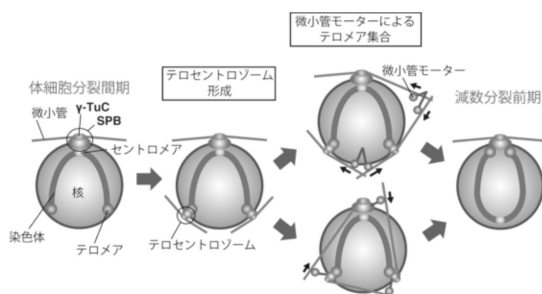 微小管モーターによる
テロメア集合
テロセントロゾーム
形成
体細胞分裂間期
γ-TuC
SPB
微小管
微小管モーター
減数分裂前期
セントロメア
核
染色体
テロメア
テロセントロゾーム